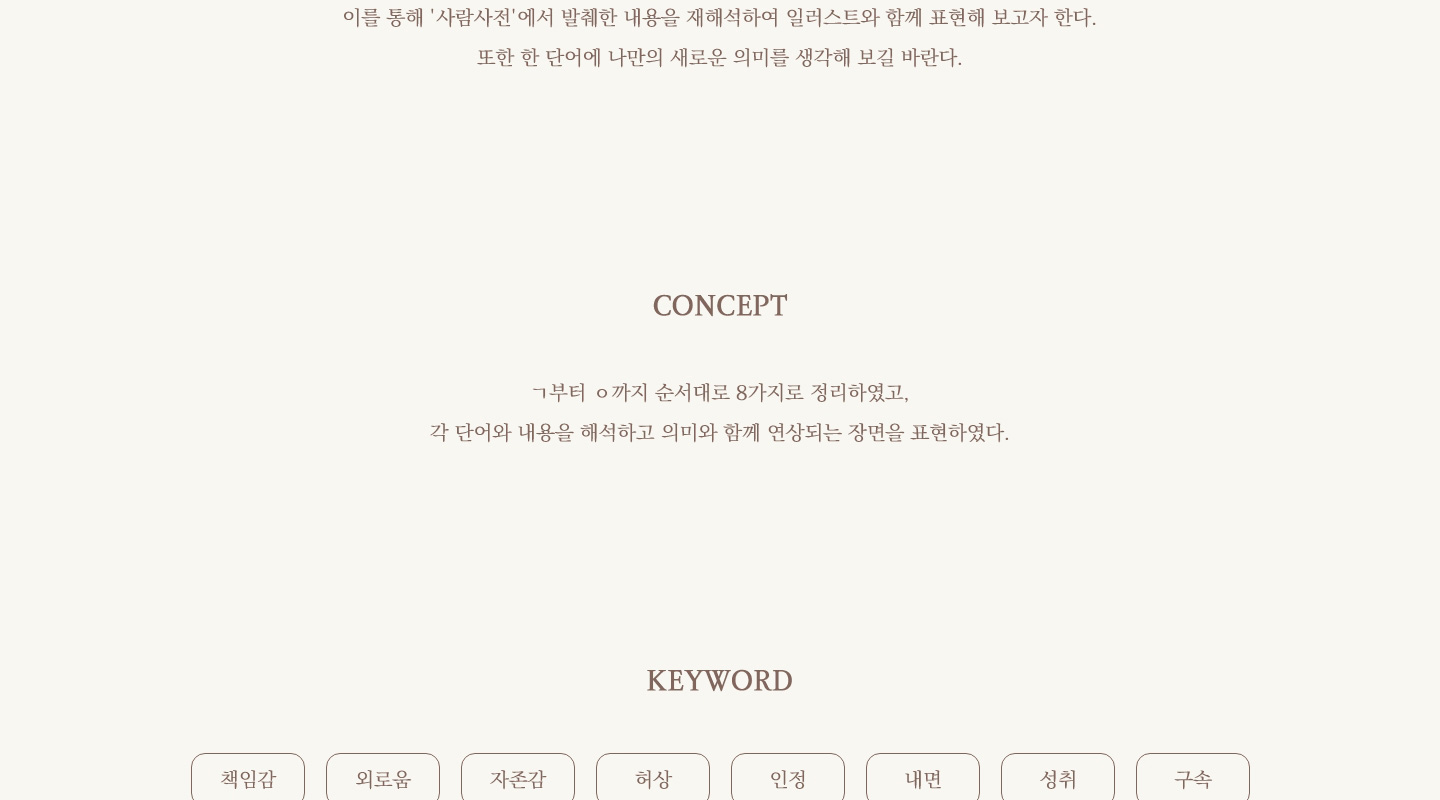 이를 통해 '사람사전'에서 발췌한 내용을 재해석하여 일러스트와 함께 표현해 보고자 한다.
또한 한 단어에 나만의 새로운 의미를 생각해 보길 바란다.
CONCEPT
ㄱ부터 ㅇ까지 순서대로 8가지로 정리하였고,
각 단어와 내용을 해석하고 의미와 함께 연상되는 장면을 표현하였다.
KEYWORD
책임감 외로움 자존감 허상 인정 내면 성취 구속